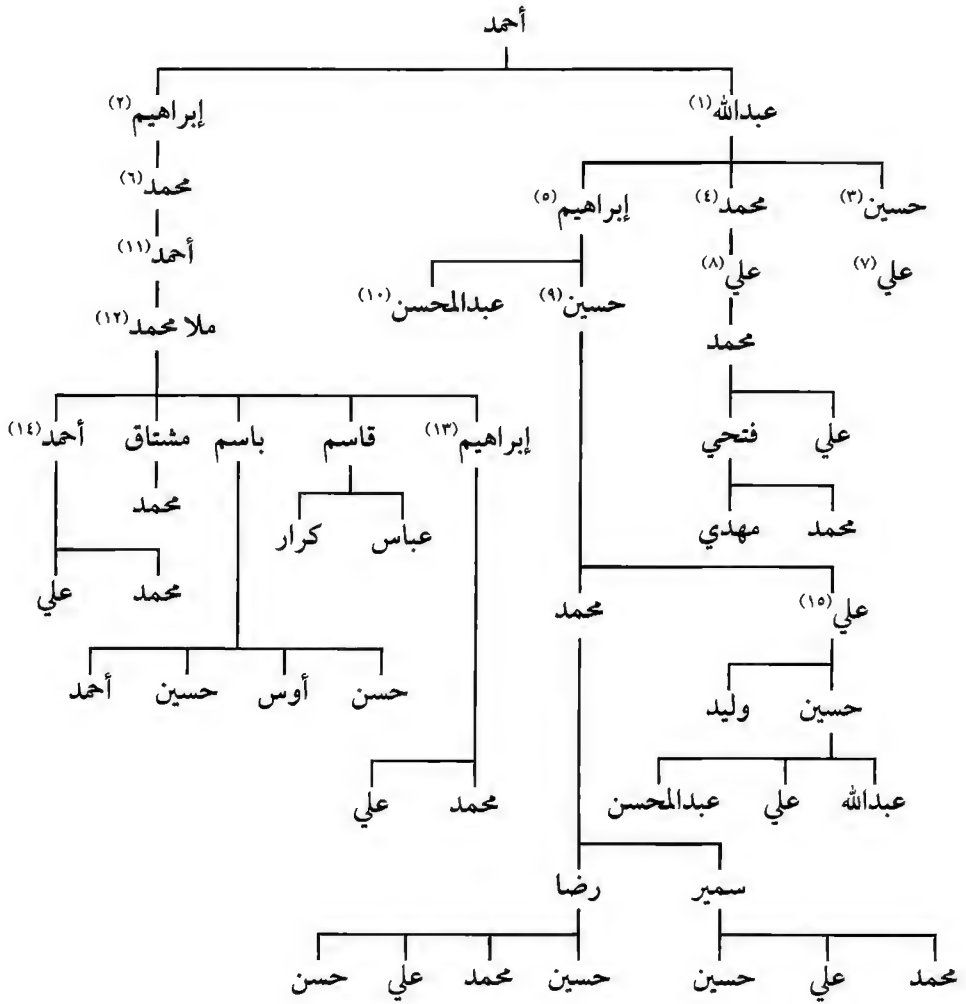 أحمد
عبدالله(١) إبراهيم(٢)
حسين(٣) محمد(٤) إبراهيم(٥) محمد(٦)
علي(٧) علي(٨) أحمد(١١)
حسين(٩) عبدالمحسن(١٠) ملا محمد(١٢)
محمد
علي فتحي إبراهيم(١٣) قاسم باسم مشتاق أحمد(١٤)
محمد
محمد مهدي عباس كرار
علي(١٥) محمد محمد علي
حسين وليد حسن أوس حسين أحمد
عبدالله علي عبدالمحسن محمد علي
سمير رضا
محمد علي حسين حسين محمد علي حسن